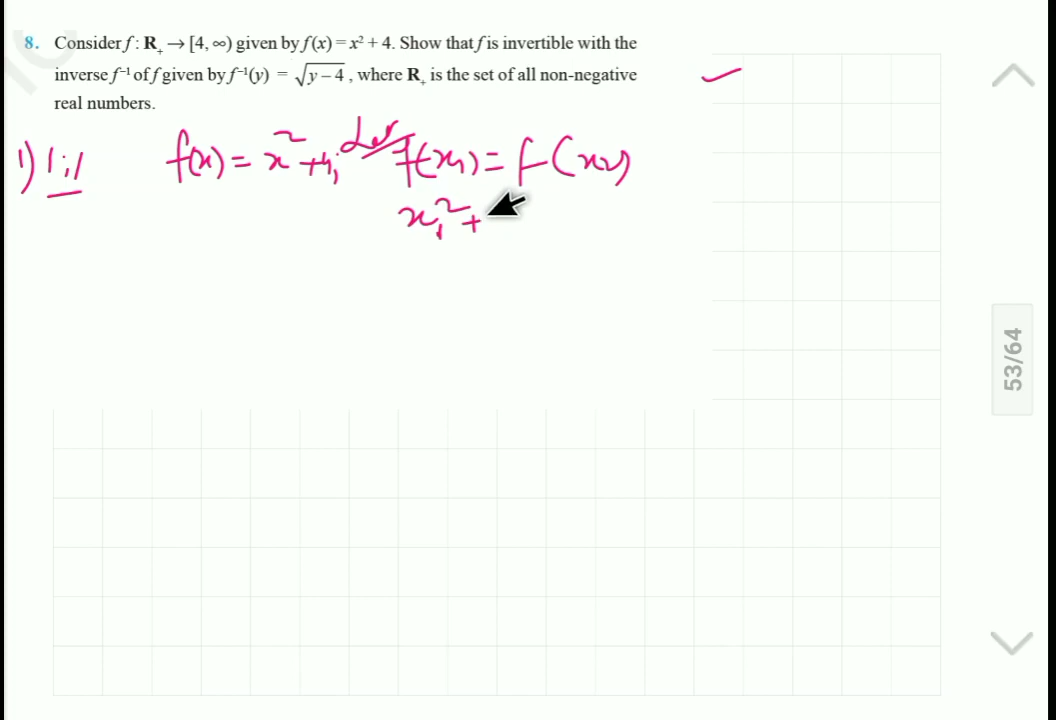 8. Consider f : R₊ → [4, ∞) given by f(x) = x² + 4. Show that f is invertible with the
inverse f⁻¹ of f given by f⁻¹(y) = √(y – 4), where R₊ is the set of all non-negative
real numbers.
1) 1;1 f(x) = x² + 4; Let f(x₁) = f(x₂)
x₁² +
53/64